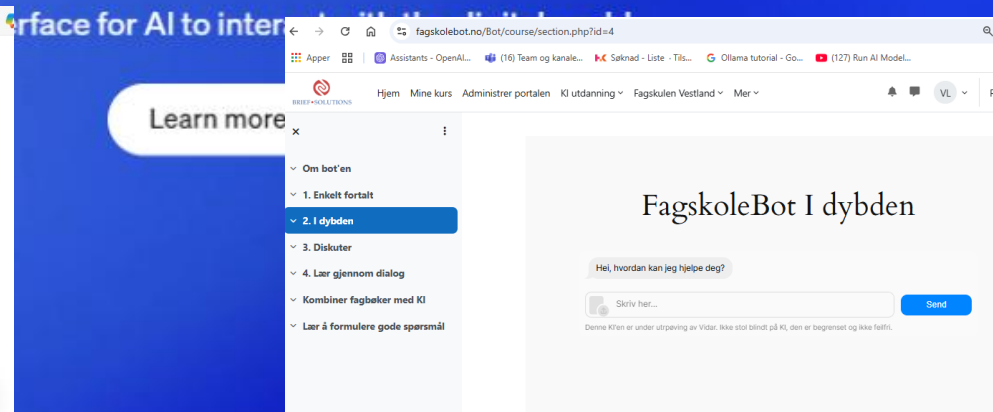 erface for AI to inter
Learn more
fagskolebot.no/Bot/course/section.php?id=4
Apper
Assistants - OpenAI...
(16) Team og kanale...
Søknad - Liste - Tils...
Ollama tutorial - Go...
(127) Run AI Model...
BRIEF•SOLUTIONS
Hjem Mine kurs Administrer portalen KI utdanning Fagskulen Vestland Mer
VL
Om bot'en
1. Enkelt fortalt
2. I dybden
3. Diskuter
4. Lær gjennom dialog
Kombiner fagbøker med KI
Lær å formulere gode spørsmål
FagskoleBot I dybden
Hei, hvordan kan jeg hjelpe deg?
Skriv her...
Send
Denne KI'en er under utprøving av Vidar. Ikke stol blindt på KI, den er begrenset og ikke feilfri.